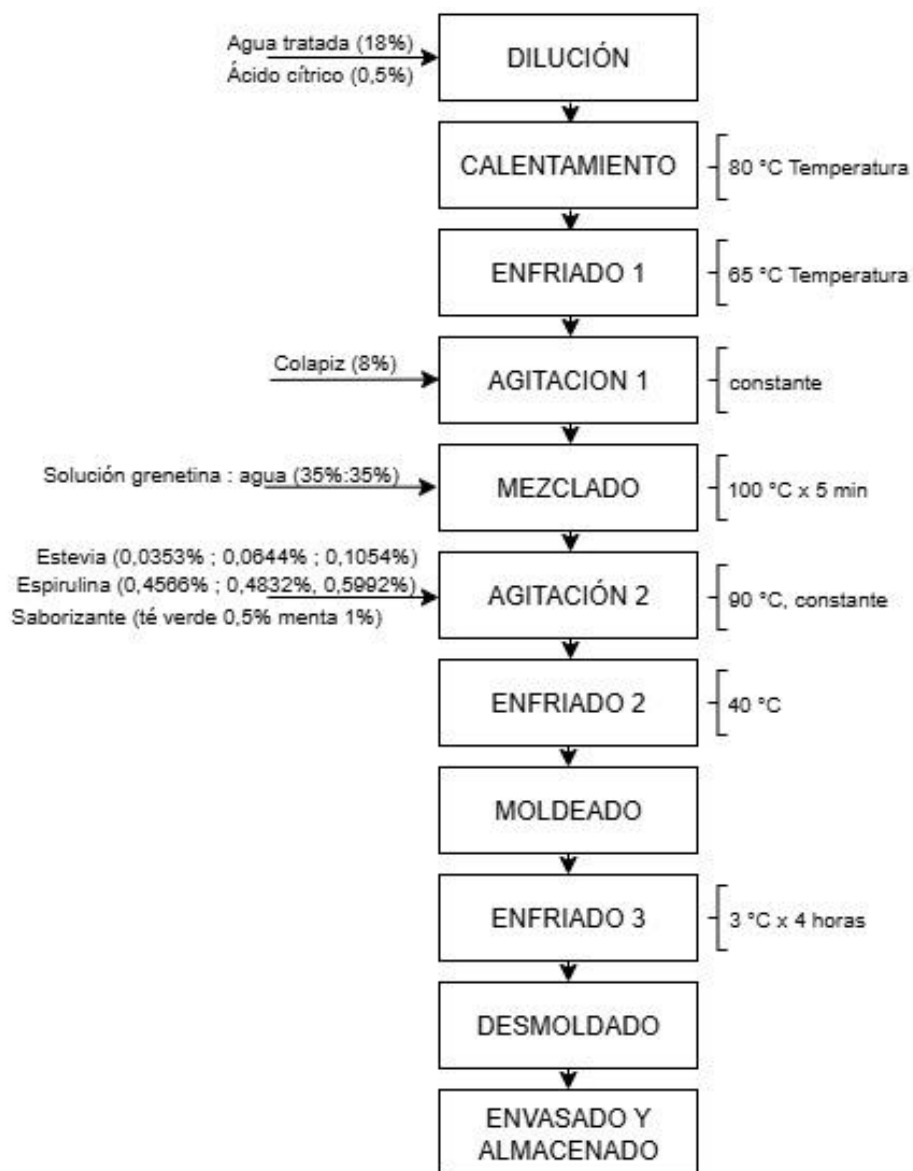 Agua tratada (18%)
Ácido cítrico (0,5%)
DILUCIÓN
CALENTAMIENTO
80 °C Temperatura
ENFRIADO 1
65 °C Temperatura
Colapiz (8%)
AGITACION 1
constante
Solución grenetina : agua (35%:35%)
MEZCLADO
100 °C x 5 min
Estevia (0,0353% ; 0,0644% ; 0,1054%)
Espirulina (0,4566% ; 0,4832%, 0,5992%)
Saborizante (té verde 0,5% menta 1%)
AGITACIÓN 2
90 °C, constante
ENFRIADO 2
40 °C
MOLDEADO
ENFRIADO 3
3 °C x 4 horas
DESMOLDADO
ENVASADO Y
ALMACENADO